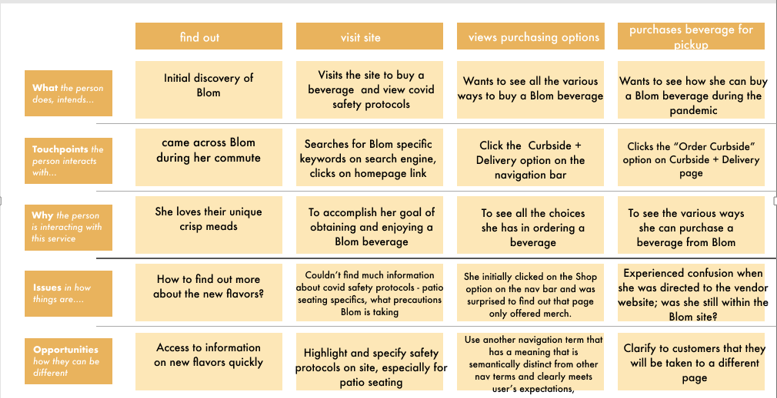 find out
visit site
views purchasing options
purchases beverage for
pickup
What the person
does, intends...
Initial discovery of
Blom
Visits the site to buy a
beverage and view covid
safety protocols
Wants to see all the various
ways to buy a Blom beverage
Wants to see how she can buy
a Blom beverage during the
pandemic
Touchpoints the
person interacts
with...
came across Blom
during her commute
Searches for Blom specific
keywords on search engine,
clicks on homepage link
Click the Curbside +
Delivery option on the
navigation bar
Clicks the “Order Curbside”
option on Curbside + Delivery
page
Why the person
is interacting with
this service
She loves their unique
crisp meads
To accomplish her goal of
obtaining and enjoying a
Blom beverage
To see all the choices
she has in ordering a
beverage
To see the various ways
she can purchase a
beverage from Blom
Issues in how
things are....
How to find out more
about the new flavors?
Couldn’t find much information
about covid safety protocols - patio
seating specifics, what precautions
Blom is taking
She initially clicked on the Shop
option on the nav bar and was
surprised to find out that page
only offered merch.
Experienced confusion when
she was directed to the vendor
website; was she still within the
Blom site?
Opportunities
how they can be
different
Access to information
on new flavors quickly
Highlight and specify safety
protocols on site, especially for
patio seating
Use another navigation term that
has a meaning that is
semantically distinct from other
nav terms and clearly meets
user’s expectations,
Clarify to customers that they
will be taken to a different
page